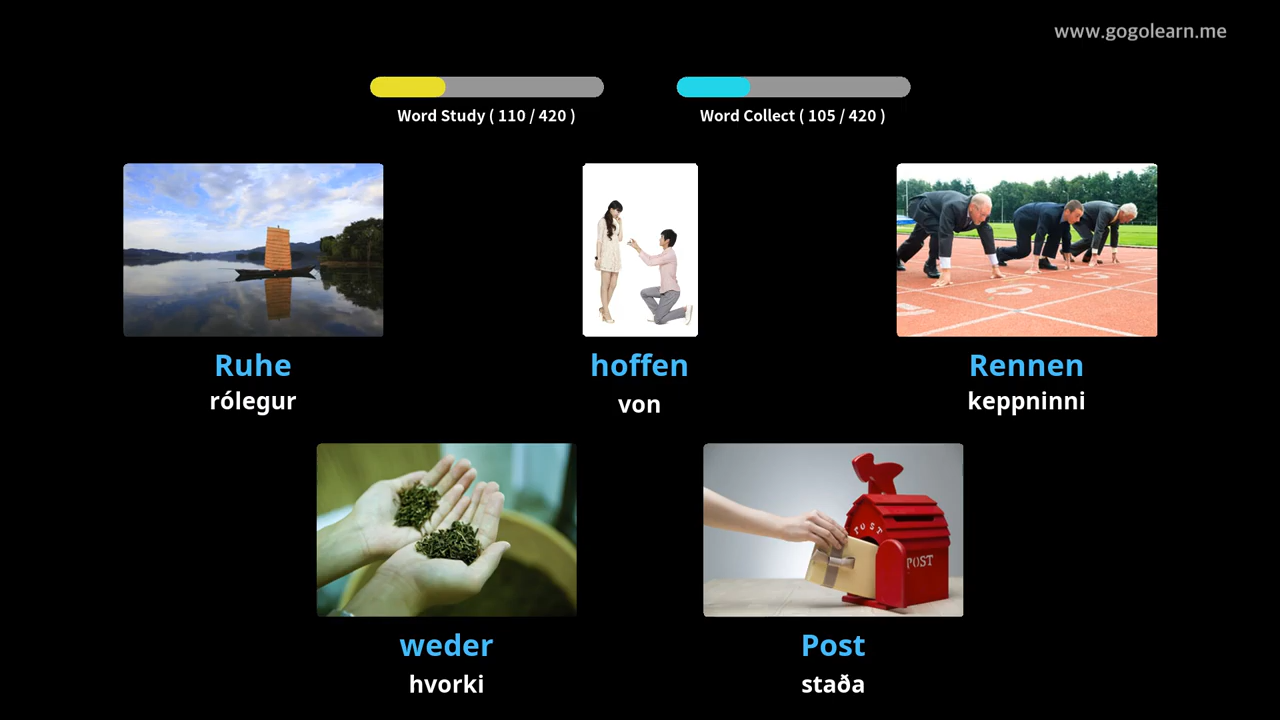 www.gogolearn.me
Word Study ( 110 / 420 )
Word Collect ( 105 / 420 )
Ruhe
rólegur
hoffen
von
Rennen
keppninni
weder
hvorki
POST
POST
Post
staða